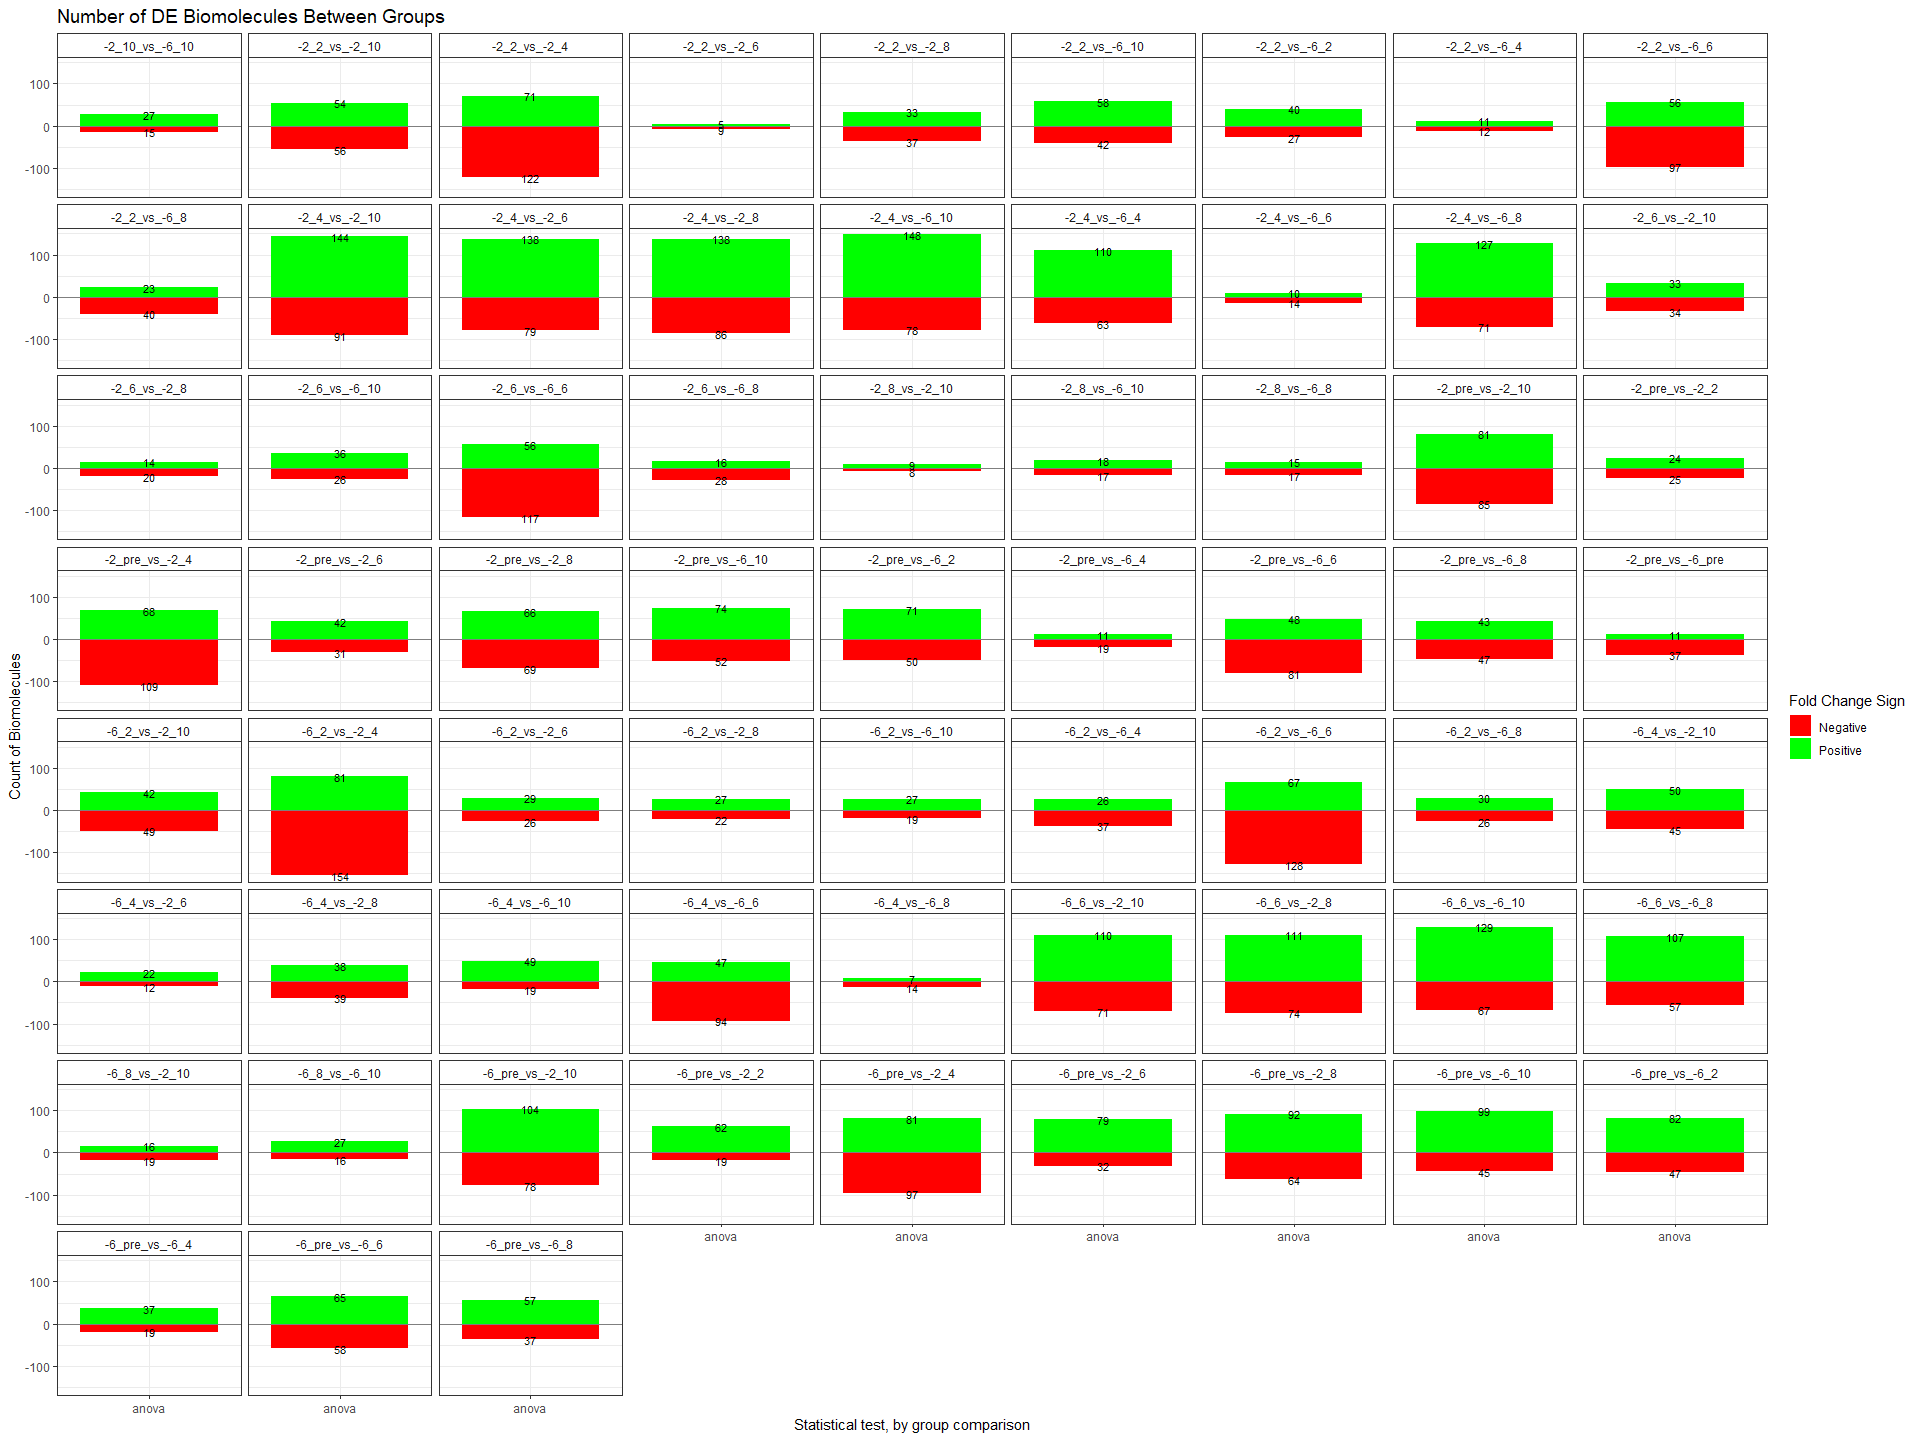 Number of DE Biomolecules Between Groups
-2_10_vs_-6_10 -2_2_vs_-2_10 -2_2_vs_-2_4 -2_2_vs_-2_6 -2_2_vs_-2_8 -2_2_vs_-6_10 -2_2_vs_-6_2 -2_2_vs_-6_4 -2_2_vs_-6_6
100 27 54 71 5 33 58 40 11 56
0
-100 15 56 122 9 37 42 27 12 97
-2_2_vs_-6_8 -2_4_vs_-2_10 -2_4_vs_-2_6 -2_4_vs_-2_8 -2_4_vs_-6_10 -2_4_vs_-6_4 -2_4_vs_-6_6 -2_4_vs_-6_8 -2_6_vs_-2_10
100 23 144 138 138 148 110 10 127 33
0
-100 40 91 79 86 78 63 14 71 34
-2_6_vs_-2_8 -2_6_vs_-6_10 -2_6_vs_-6_6 -2_6_vs_-6_8 -2_8_vs_-2_10 -2_8_vs_-6_10 -2_8_vs_-6_8 -2_pre_vs_-2_10 -2_pre_vs_-2_2
100 14 36 56 16 9 18 15 81 24
0
-100 20 26 117 28 8 17 17 85 25
-2_pre_vs_-2_4 -2_pre_vs_-2_6 -2_pre_vs_-2_8 -2_pre_vs_-6_10 -2_pre_vs_-6_2 -2_pre_vs_-6_4 -2_pre_vs_-6_6 -2_pre_vs_-6_8 -2_pre_vs_-6_pre
100 68 42 66 74 71 11 48 43 11
0
-100 109 31 69 52 50 19 81 47 37
-6_2_vs_-2_10 -6_2_vs_-2_4 -6_2_vs_-2_6 -6_2_vs_-2_8 -6_2_vs_-6_10 -6_2_vs_-6_4 -6_2_vs_-6_6 -6_2_vs_-6_8 -6_4_vs_-2_10
100 42 81 29 27 27 26 67 30 50
0
-100 49 154 26 22 19 37 128 26 45
-6_4_vs_-2_6 -6_4_vs_-2_8 -6_4_vs_-6_10 -6_4_vs_-6_6 -6_4_vs_-6_8 -6_6_vs_-2_10 -6_6_vs_-2_8 -6_6_vs_-6_10 -6_6_vs_-6_8
100 22 38 49 47 7 110 111 129 107
0
-100 12 39 19 94 14 71 74 67 57
-6_8_vs_-2_10 -6_8_vs_-6_10 -6_pre_vs_-2_10 -6_pre_vs_-2_2 -6_pre_vs_-2_4 -6_pre_vs_-2_6 -6_pre_vs_-2_8 -6_pre_vs_-6_10 -6_pre_vs_-6_2
100 16 27 104 62 81 79 92 99 82
0
-100 19 16 78 19 97 32 64 45 47
anova anova anova anova anova anova
-6_pre_vs_-6_4 -6_pre_vs_-6_6 -6_pre_vs_-6_8
100 37 65 57
0
-100 19 58 37
anova anova anova
Statistical test, by group comparison
Count of Biomolecules
Fold Change Sign
Negative
Positive